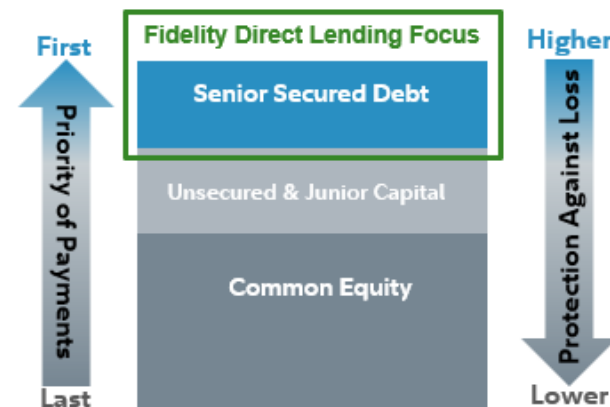 Fidelity Direct Lending Focus
First
Higher
Senior Secured Debt
Priority of Payments
Protection Against Loss
Unsecured & Junior Capital
Common Equity
Last
Lower